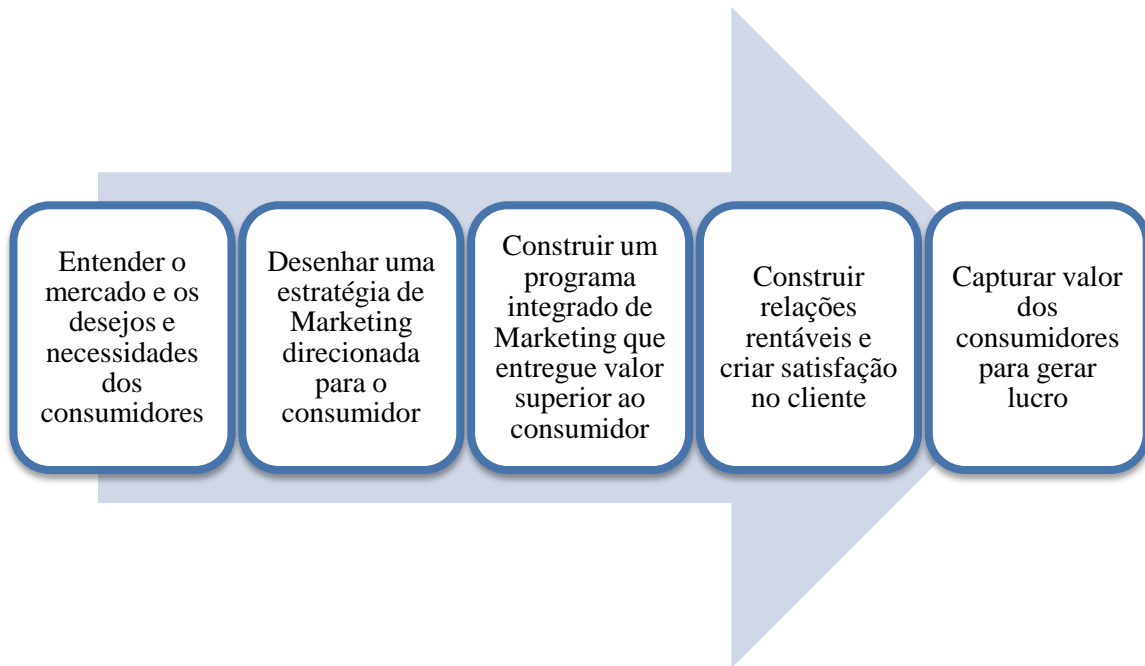 Entender o
mercado e os
desejos e
necessidades
dos
consumidores
Desenhar uma
estratégia de
Marketing
direcionada
para o
consumidor
Construir um
programa
integrado de
Marketing que
entregue valor
superior ao
consumidor
Construir
relações
rentáveis e
criar satisfação
no cliente
Capturar valor
dos
consumidores
para gerar
lucro